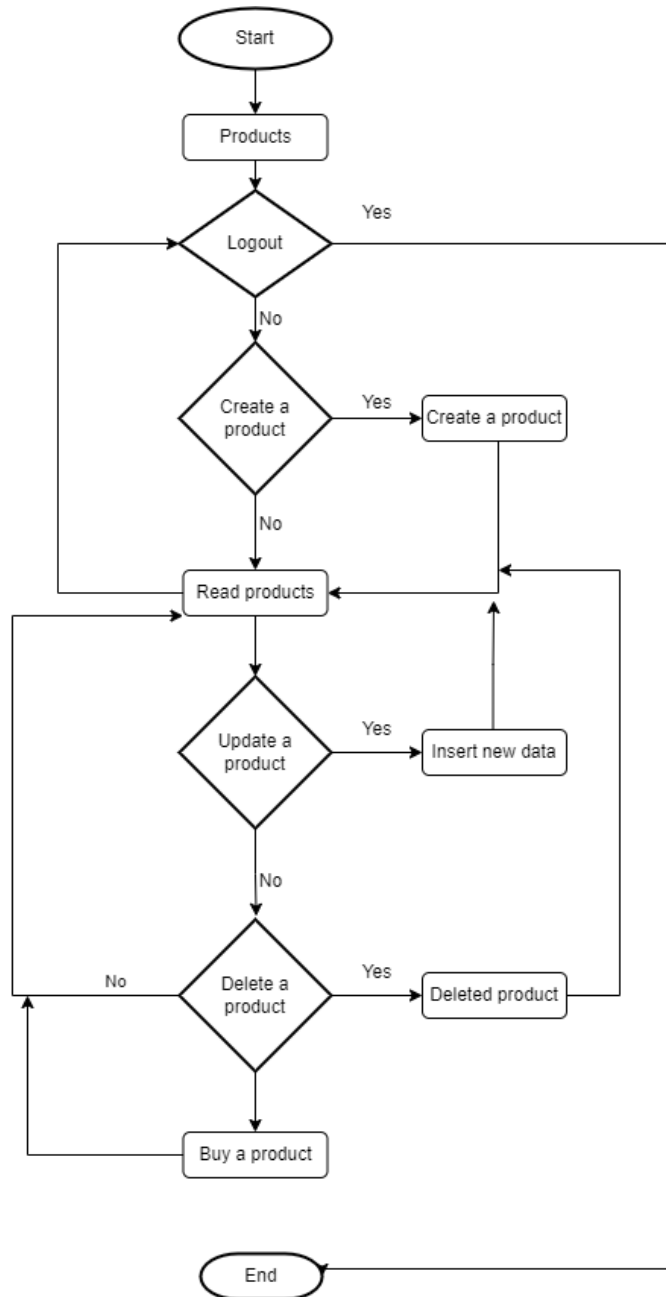 Start
Products
Yes
Logout
No
Create a
product
Yes
Create a product
No
Read products
Yes
Update a
product
Insert new data
No
No
Delete a
product
Yes
Deleted product
Buy a product
End